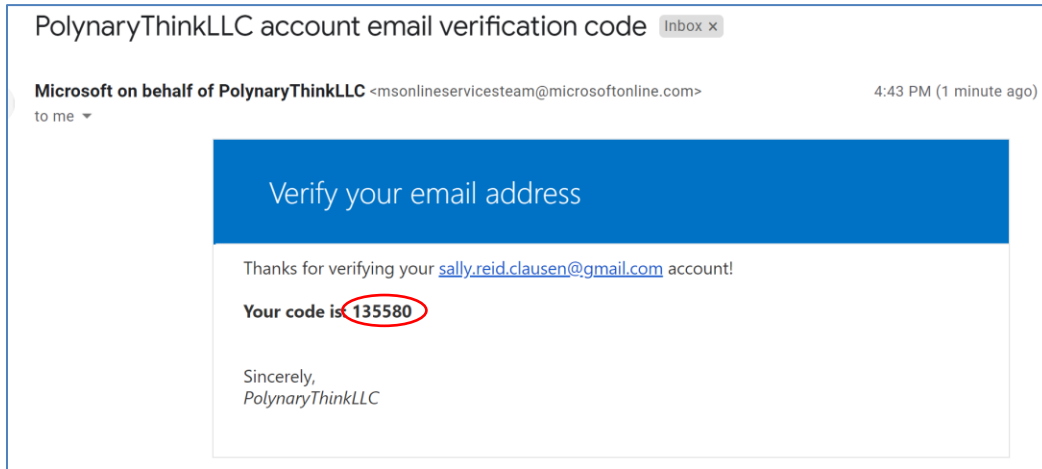 PolynaryThinkLLC account email verification code Inbox x
Microsoft on behalf of PolynaryThinkLLC <msonlineservicesteam@microsoftonline.com> 4:43 PM (1 minute ago)
to me
Verify your email address
Thanks for verifying your sally.reid.clausen@gmail.com account!
Your code is: 135580
Sincerely,
PolynaryThinkLLC